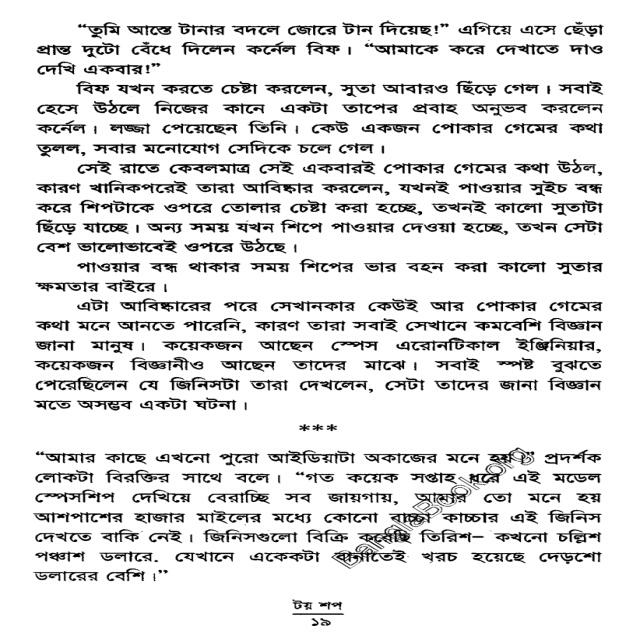 “তুমি আস্তে টানার বদলে জোরে টান দিয়েছ!” এগিয়ে এসে ছেঁড়া
প্রান্ত দুটো বেঁধে দিলেন কর্নেল বিফ। “আমাকে করে দেখাতে দাও
দেখি একবার!”
বিফ যখন করতে চেষ্টা করলেন, সুতা আবারও ছিঁড়ে গেল। সবাই
হেসে উঠলে নিজের কানে একটা তাপের প্রবাহ অনুভব করলেন
কর্নেল। লজ্জা পেয়েছেন তিনি। কেউ একজন পোকার গেমের কথা
তুলল, সবার মনোযোগ সেদিকে চলে গেল।
সেই রাতে কেবলমাত্র সেই একবারই পোকার গেমের কথা উঠল,
কারণ খানিকপরেই তারা আবিষ্কার করলেন, যখনই পাওয়ার সুইচ বন্ধ
করে শিপটাকে ওপরে তোলার চেষ্টা করা হচ্ছে, তখনই কালো সুতাটা
ছিঁড়ে যাচ্ছে। অন্য সময় যখন শিপে পাওয়ার দেওয়া হচ্ছে, তখন সেটা
বেশ ভালোভাবেই ওপরে উঠছে।
পাওয়ার বন্ধ থাকার সময় শিপের ভার বহন করা কালো সুতার
ক্ষমতার বাইরে।
এটা আবিষ্কারের পরে সেখানকার কেউই আর পোকার গেমের
কথা মনে আনতে পারেনি, কারণ তারা সবাই সেখানে কমবেশি বিজ্ঞান
জানা মানুষ। কয়েকজন আছেন স্পেস এরোনটিকাল ইঞ্জিনিয়ার,
কয়েকজন বিজ্ঞানীও আছেন তাদের মাঝে। সবাই স্পষ্ট বুঝতে
পেরেছিলেন যে জিনিসটা তারা দেখলেন, সেটা তাদের জানা বিজ্ঞান
মতে অসম্ভব একটা ঘটনা।
***
“আমার কাছে এখনো পুরো আইডিয়াটা অকাজের মনে হয়।” প্রদর্শক
লোকটা বিরক্তির সাথে বলে। “গত কয়েক সপ্তাহ ধরে এই মডেল
স্পেসশিপ দেখিয়ে বেরাচ্ছি সব জায়গায়, আমার তো মনে হয়
আশপাশের হাজার মাইলের মধ্যে কোনো বাচ্চা কাচ্চার এই জিনিস
দেখতে বাকি নেই। জিনিসগুলো বিক্রি করেছি তিরিশ– কখনো চল্লিশ
পঞ্চাশ ডলারে. যেখানে একেকটা বানাতেই খরচ হয়েছে দেড়শো
ডলারের বেশি।”
BanglaBook.org
টয় শপ
১৯